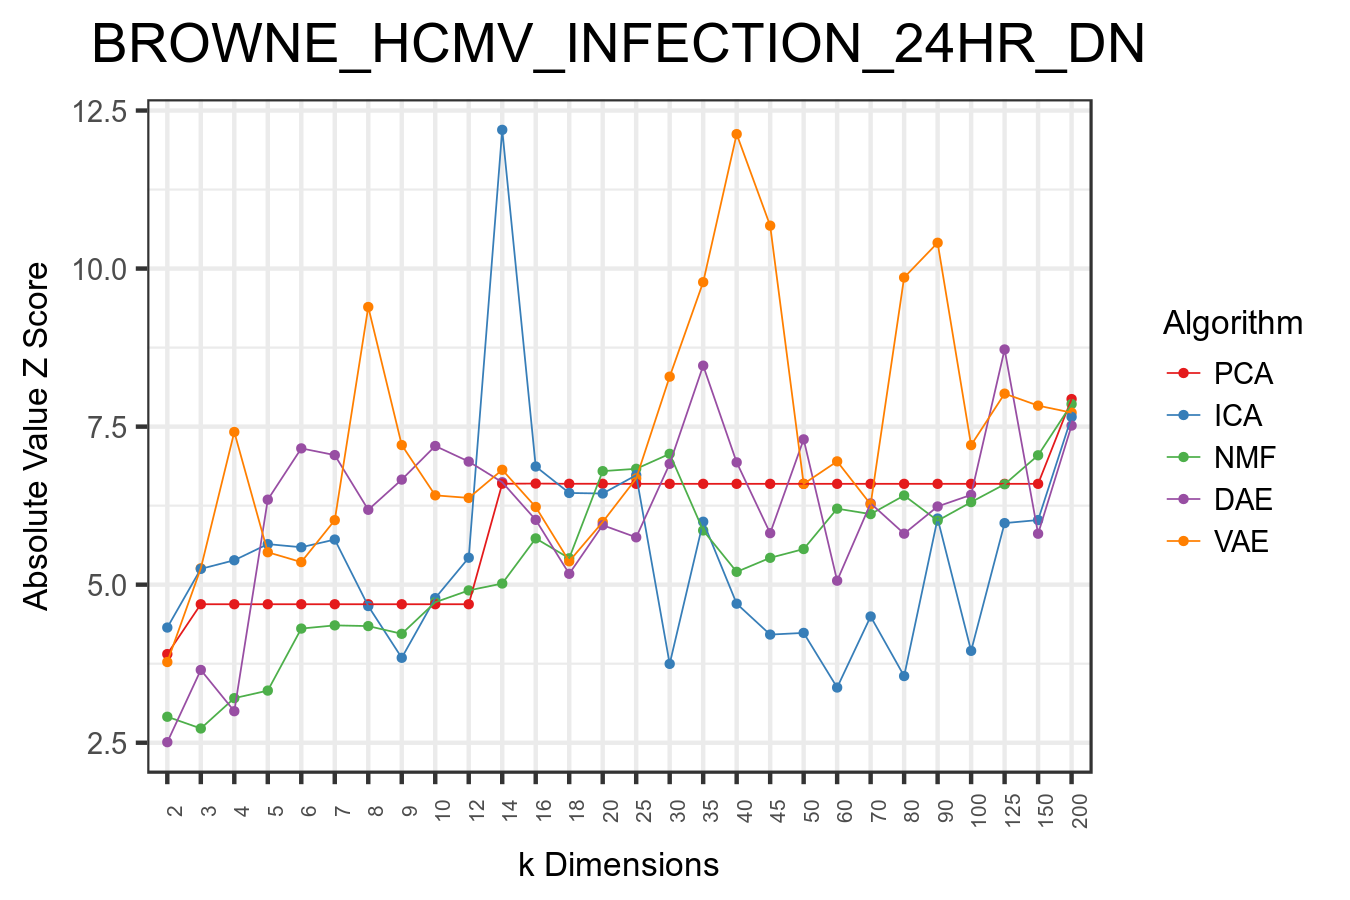 BROWNE_HCMV_INFECTION_24HR_DN
Absolute Value Z Score
12.5
10.0
7.5
5.0
2.5
2 3 4 5 6 7 8 9 10 12 14 16 18 20 25 30 35 40 45 50 60 70 80 90 100 125 150 200
k Dimensions
Algorithm
PCA
ICA
NMF
DAE
VAE